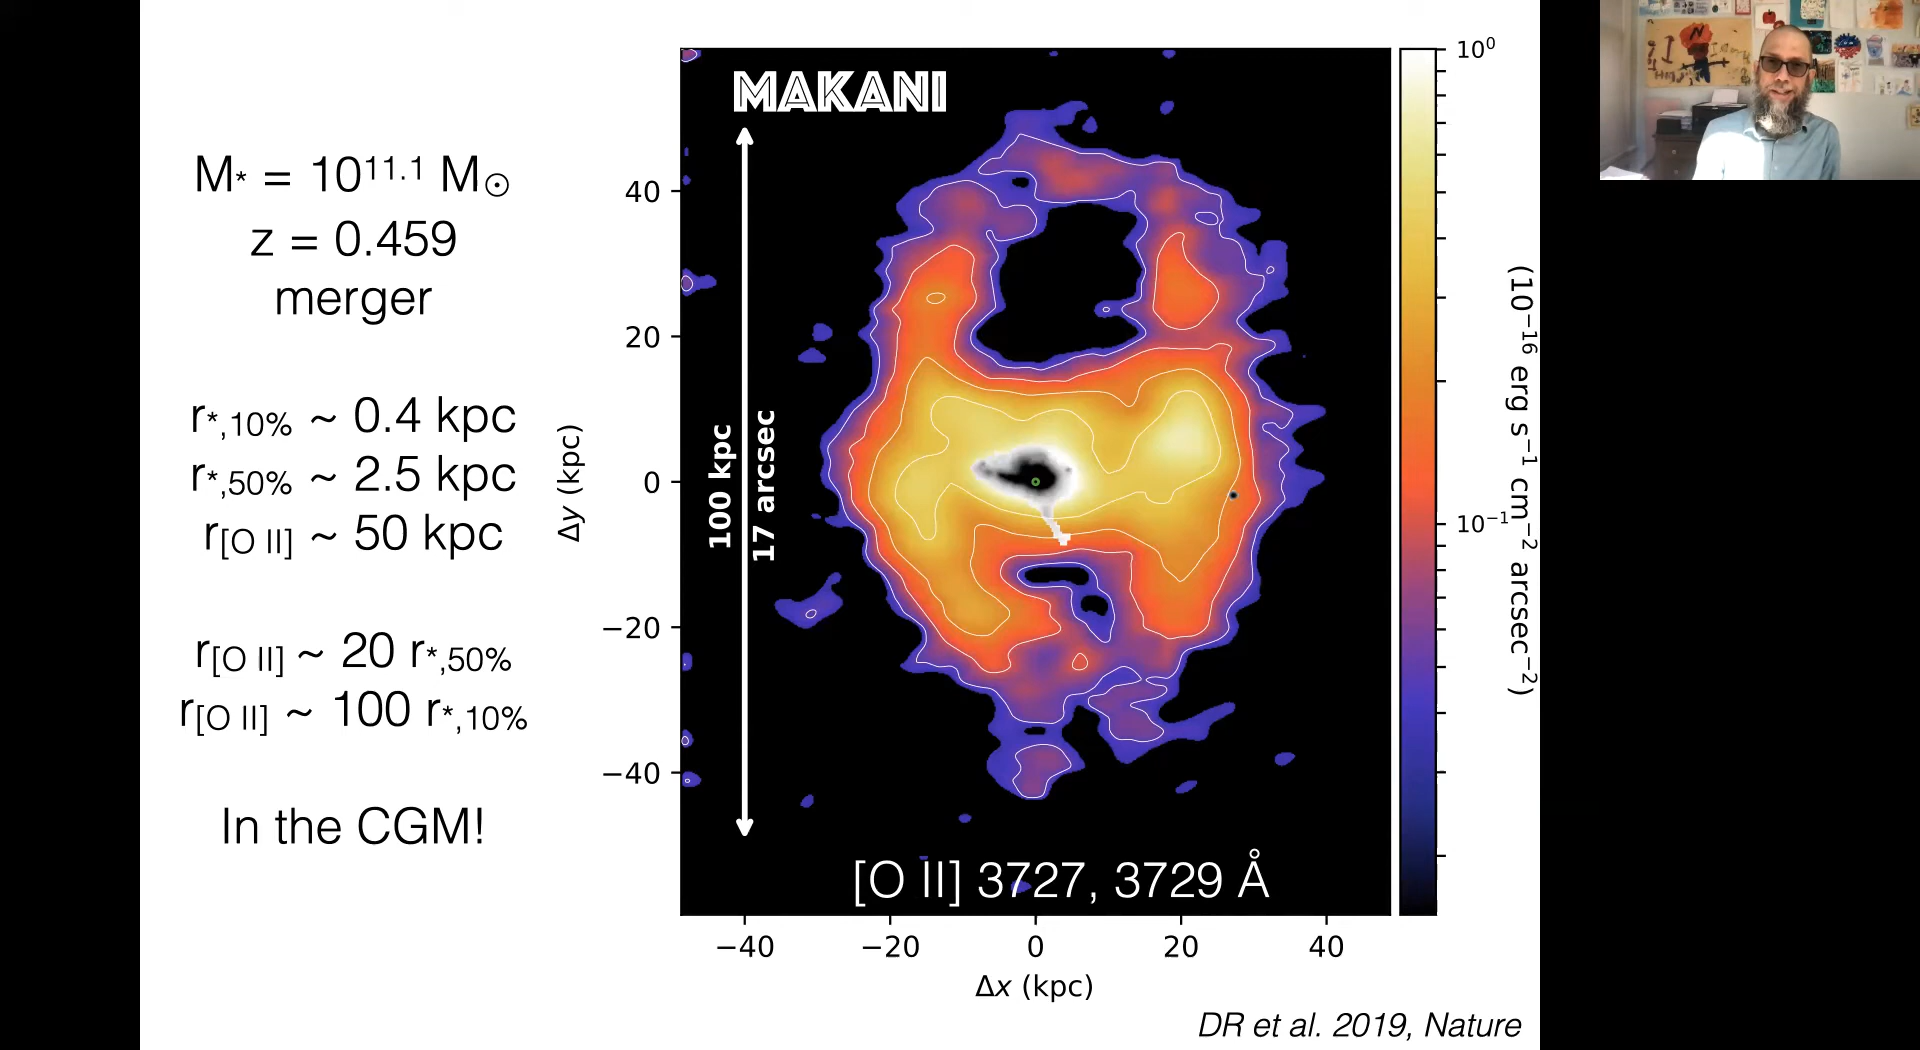 M* = 10^11.1 M☉
z = 0.459
merger
r*,10% ~ 0.4 kpc
r*,50% ~ 2.5 kpc
r[O II] ~ 50 kpc
r[O II] ~ 20 r*,50%
r[O II] ~ 100 r*,10%
In the CGM!
MAKANI
100 kpc
17 arcsec
[O II] 3727, 3729 Å
Δy (kpc)
40
20
0
−20
−40
−40
−20
0
20
40
Δx (kpc)
10^0
10^−1
(10^−16 erg s^−1 cm^−2 arcsec^−2)
DR et al. 2019, Nature